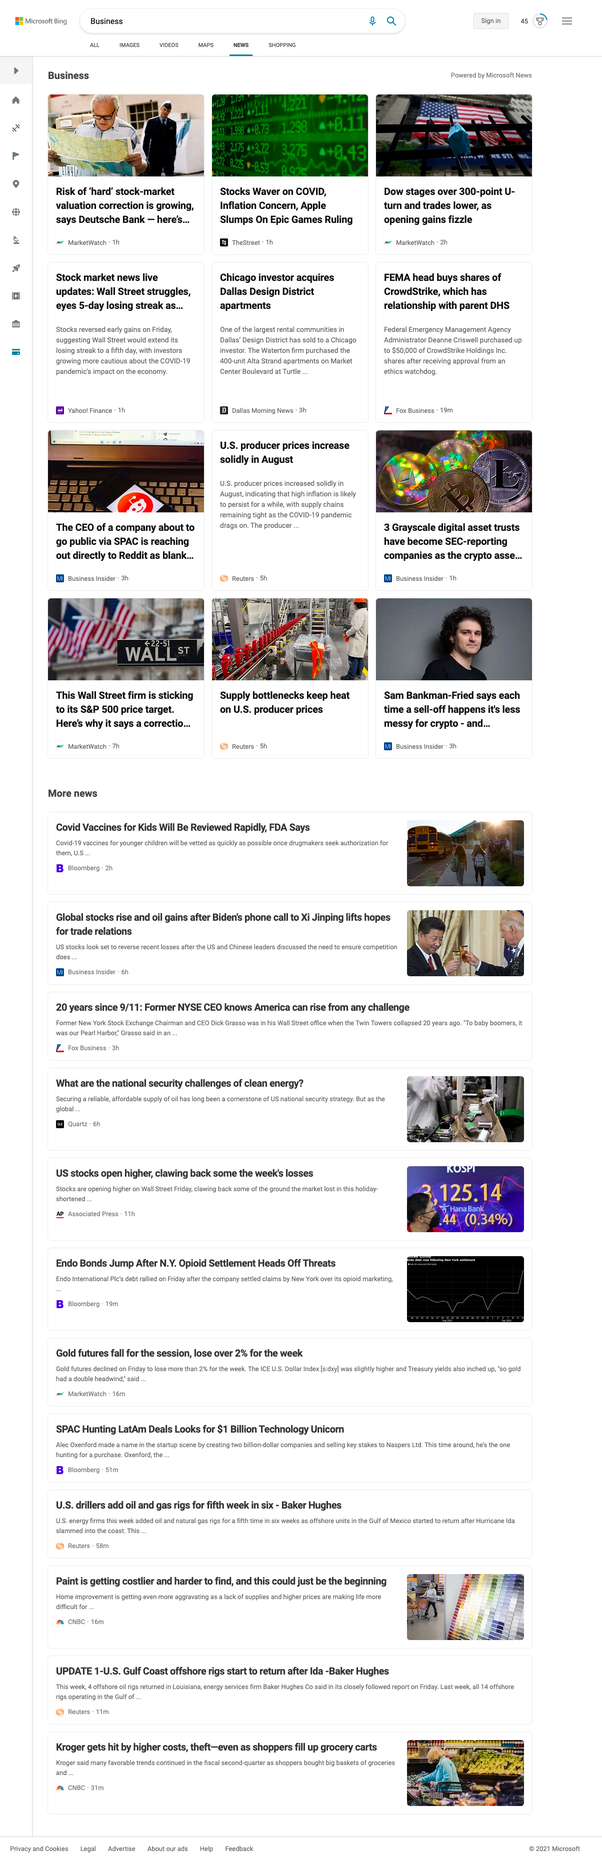 Microsoft Bing
Business
Sign in
45
ALL IMAGES VIDEOS MAPS NEWS SHOPPING
Business
Powered by Microsoft News
Risk of ‘hard’ stock-market
valuation correction is growing,
says Deutsche Bank — here’s...
MarketWatch · 1h
Stocks Waver on COVID,
Inflation Concern, Apple
Slumps On Epic Games Ruling
TheStreet · 1h
Dow stages over 300-point U-
turn and trades lower, as
opening gains fizzle
MarketWatch · 2h
Stock market news live
updates: Wall Street struggles,
eyes 5-day losing streak as...
Stocks reversed early gains on Friday,
suggesting Wall Street would extend its
losing streak to a fifth day, with investors
growing more cautious about the COVID-19
pandemic's impact on the economy.
Yahoo! Finance · 1h
Chicago investor acquires
Dallas Design District
apartments
One of the largest rental communities in
Dallas' Design District has sold to a Chicago
investor. The Waterton firm purchased the
400-unit Alta Strand apartments on Market
Center Boulevard at Turtle ...
Dallas Morning News · 3h
FEMA head buys shares of
CrowdStrike, which has
relationship with parent DHS
Federal Emergency Management Agency
Administrator Deanne Criswell purchased up
to $50,000 of CrowdStrike Holdings Inc.
shares after receiving approval from an
ethics watchdog.
Fox Business · 19m
The CEO of a company about to
go public via SPAC is reaching
out directly to Reddit as blank...
Business Insider · 3h
U.S. producer prices increase
solidly in August
U.S. producer prices increased solidly in
August, indicating that high inflation is likely
to persist for a while, with supply chains
remaining tight as the COVID-19 pandemic
drags on. The producer ...
Reuters · 5h
3 Grayscale digital asset trusts
have become SEC-reporting
companies as the crypto asse...
Business Insider · 1h
22-51
WALL ST
This Wall Street firm is sticking
to its S&P 500 price target.
Here’s why it says a correctio...
MarketWatch · 7h
Supply bottlenecks keep heat
on U.S. producer prices
Reuters · 5h
Sam Bankman-Fried says each
time a sell-off happens it's less
messy for crypto - and...
Business Insider · 3h
More news
Covid Vaccines for Kids Will Be Reviewed Rapidly, FDA Says
Covid-19 vaccines for younger children will be vetted as quickly as possible once drugmakers seek authorization for
them, U.S ...
Bloomberg · 2h
Global stocks rise and oil gains after Biden's phone call to Xi Jinping lifts hopes
for trade relations
US stocks look set to reverse recent losses after the US and Chinese leaders discussed the need to ensure competition
does ...
Business Insider · 6h
20 years since 9/11: Former NYSE CEO knows America can rise from any challenge
Former New York Stock Exchange Chairman and CEO Dick Grasso was in his Wall Street office when the Twin Towers collapsed 20 years ago. "To baby boomers, it
was our Pearl Harbor," Grasso said in an ...
Fox Business · 3h
What are the national security challenges of clean energy?
Securing a reliable, affordable supply of oil has long been a cornerstone of US national security strategy. But as the
global ...
Quartz · 6h
US stocks open higher, clawing back some the week's losses
Stocks are opening higher on Wall Street Friday, clawing back some of the ground the market lost in this holiday-
shortened ...
Associated Press · 11h
KOSPI
3,125.14
Hana Bank
.44 (0.34%)
Endo Bonds Jump After N.Y. Opioid Settlement Heads Off Threats
Endo International Plc's debt rallied on Friday after the company settled claims by New York over its opioid marketing,
...
Bloomberg · 19m
Gold futures fall for the session, lose over 2% for the week
Gold futures declined on Friday to lose more than 2% for the week. The ICE U.S. Dollar Index [s:dxy] was slightly higher and Treasury yields also inched up, "so gold
had a double headwind," said ...
MarketWatch · 16m
SPAC Hunting LatAm Deals Looks for $1 Billion Technology Unicorn
Alec Oxenford made a name in the startup scene by creating two billion-dollar companies and selling key stakes to Naspers Ltd. This time around, he's the one
hunting for a purchase. Oxenford, the ...
Bloomberg · 51m
U.S. drillers add oil and gas rigs for fifth week in six - Baker Hughes
U.S. energy firms this week added oil and natural gas rigs for a fifth time in six weeks as offshore units in the Gulf of Mexico started to return after Hurricane Ida
slammed into the coast. This ...
Reuters · 58m
Paint is getting costlier and harder to find, and this could just be the beginning
Home improvement is getting even more aggravating as a lack of supplies and higher prices are making life more
difficult for ...
CNBC · 16m
UPDATE 1-U.S. Gulf Coast offshore rigs start to return after Ida -Baker Hughes
This week, 4 offshore oil rigs returned in Louisiana, energy services firm Baker Hughes Co said in its closely followed report on Friday. Last week, all 14 offshore
rigs operating in the Gulf of ...
Reuters · 11m
Kroger gets hit by higher costs, theft—even as shoppers fill up grocery carts
Kroger said many favorable trends continued in the fiscal second-quarter as shoppers bought big baskets of groceries
and ...
CNBC · 31m
Privacy and Cookies Legal Advertise About our ads Help Feedback
© 2021 Microsoft